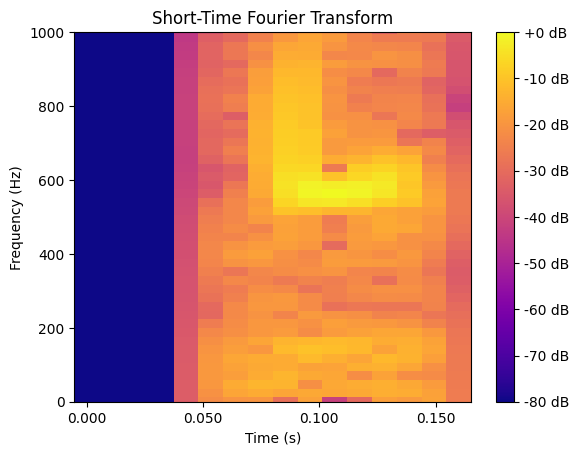 Short-Time Fourier Transform
Frequency (Hz)
1000
800
600
400
200
0
0.000
0.050
0.100
0.150
Time (s)
+0 dB
-10 dB
-20 dB
-30 dB
-40 dB
-50 dB
-60 dB
-70 dB
-80 dB